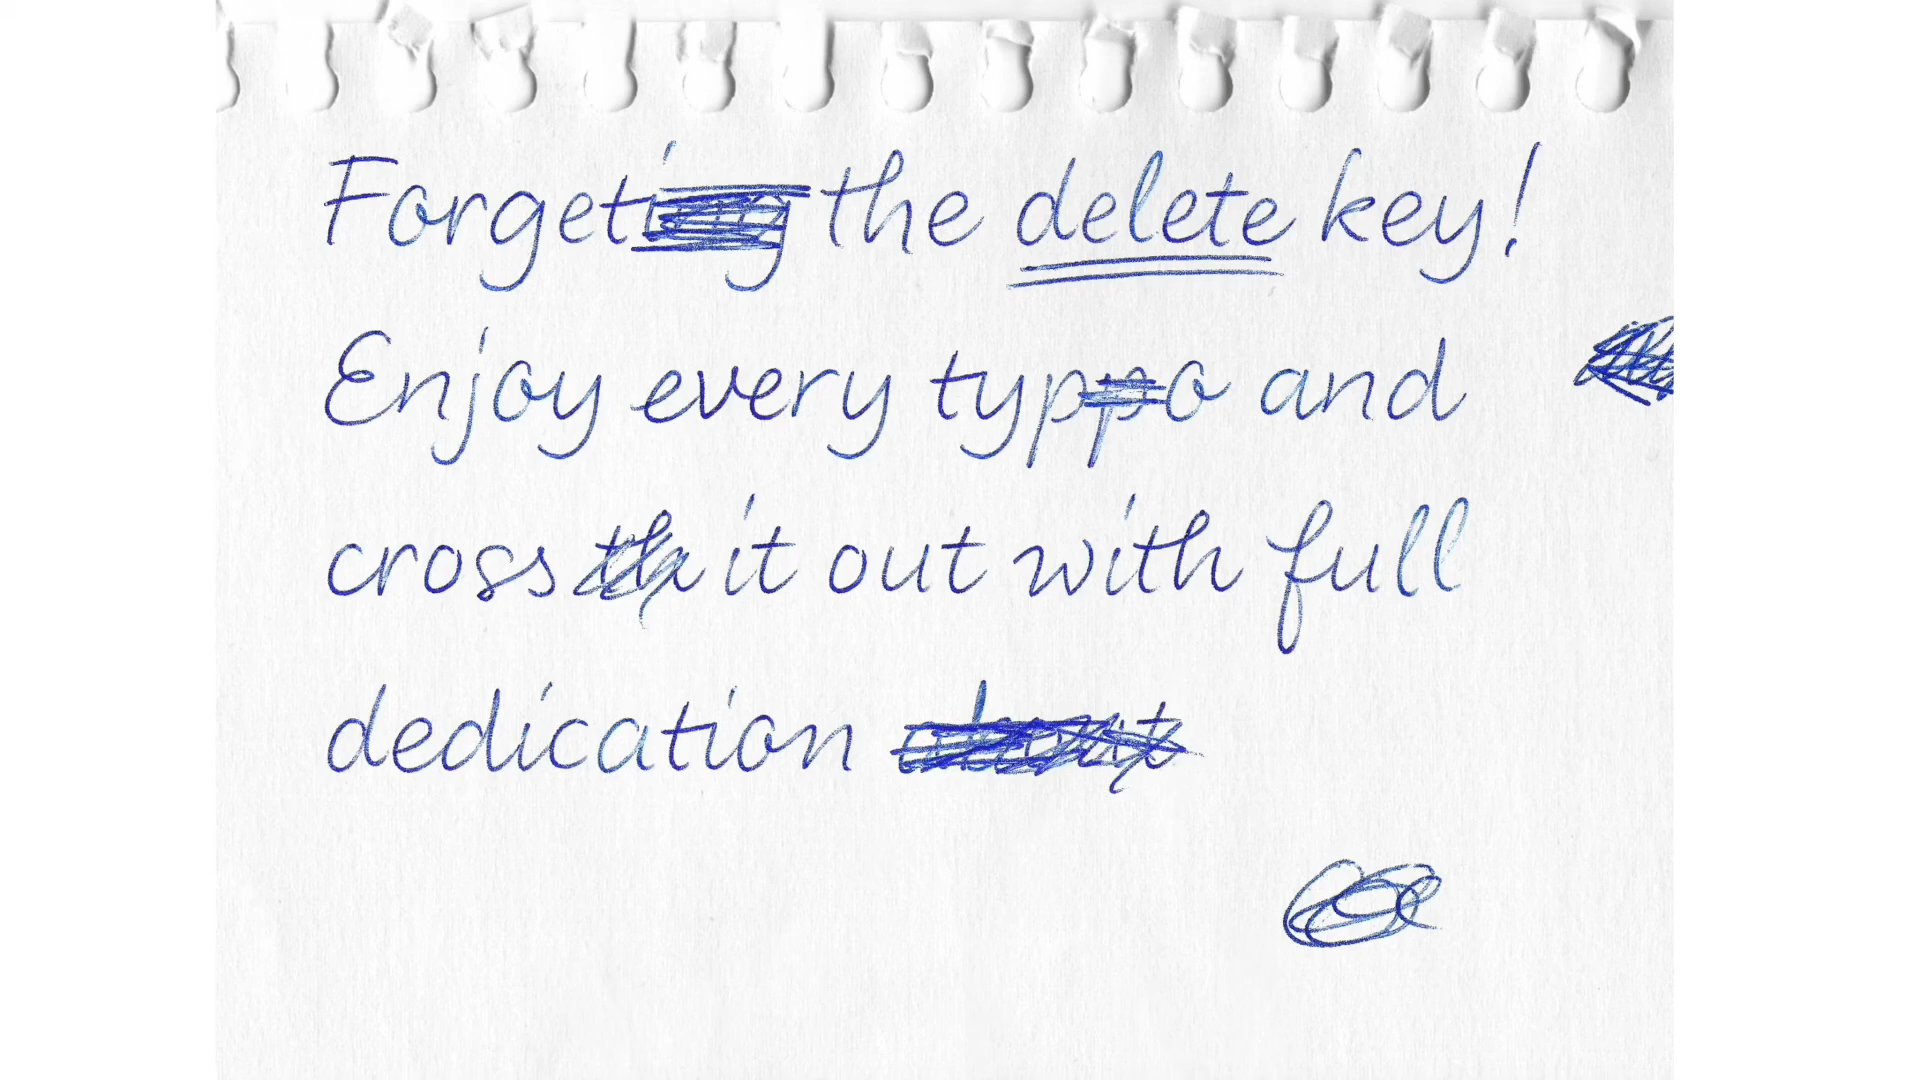 Forget the delete key!
Enjoy every typo and
cross it out with full
dedication